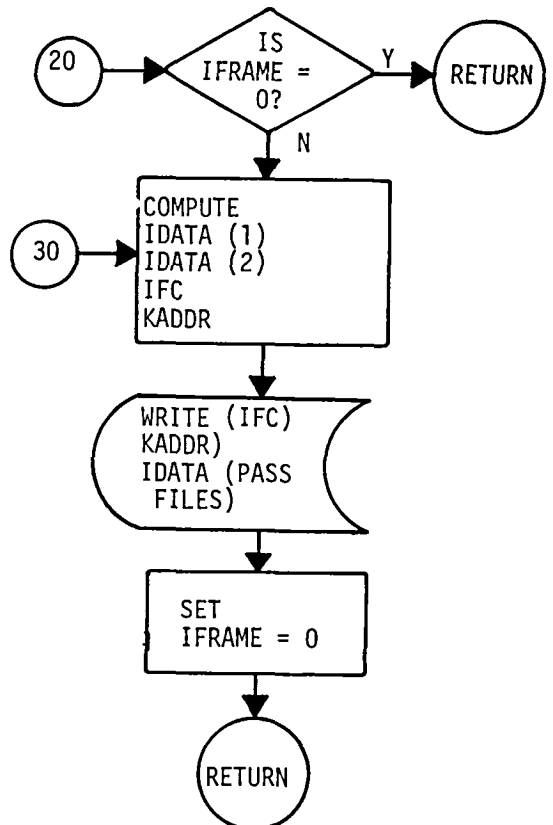 20
IS
IFRAME =
0?
Y
RETURN
N
30
COMPUTE
IDATA (1)
IDATA (2)
IFC
KADDR
WRITE (IFC)
KADDR)
IDATA (PASS
FILES)
SET
IFRAME = 0
RETURN